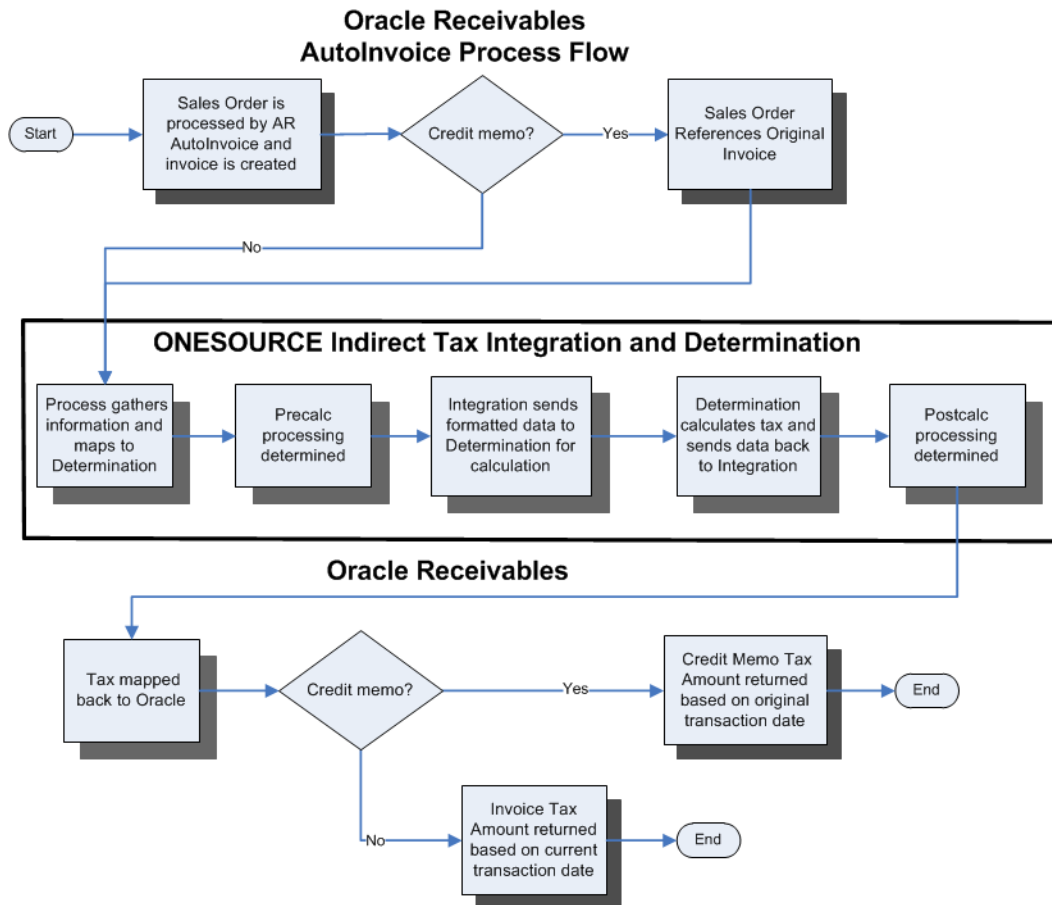 Oracle Receivables
AutoInvoice Process Flow
Start
Sales Order is
processed by AR
AutoInvoice and
invoice is created
Credit memo?
Yes
Sales Order
References Original
Invoice
No
ONESOURCE Indirect Tax Integration and Determination
Process gathers
information and
maps to
Determination
Precalc
processing
determined
Integration sends
formatted data to
Determination for
calculation
Determination
calculates tax and
sends data back
to Integration
Postcalc
processing
determined
Oracle Receivables
Tax mapped
back to Oracle
Credit memo?
Yes
Credit Memo Tax
Amount returned
based on original
transaction date
End
No
Invoice Tax
Amount returned
based on current
transaction date
End